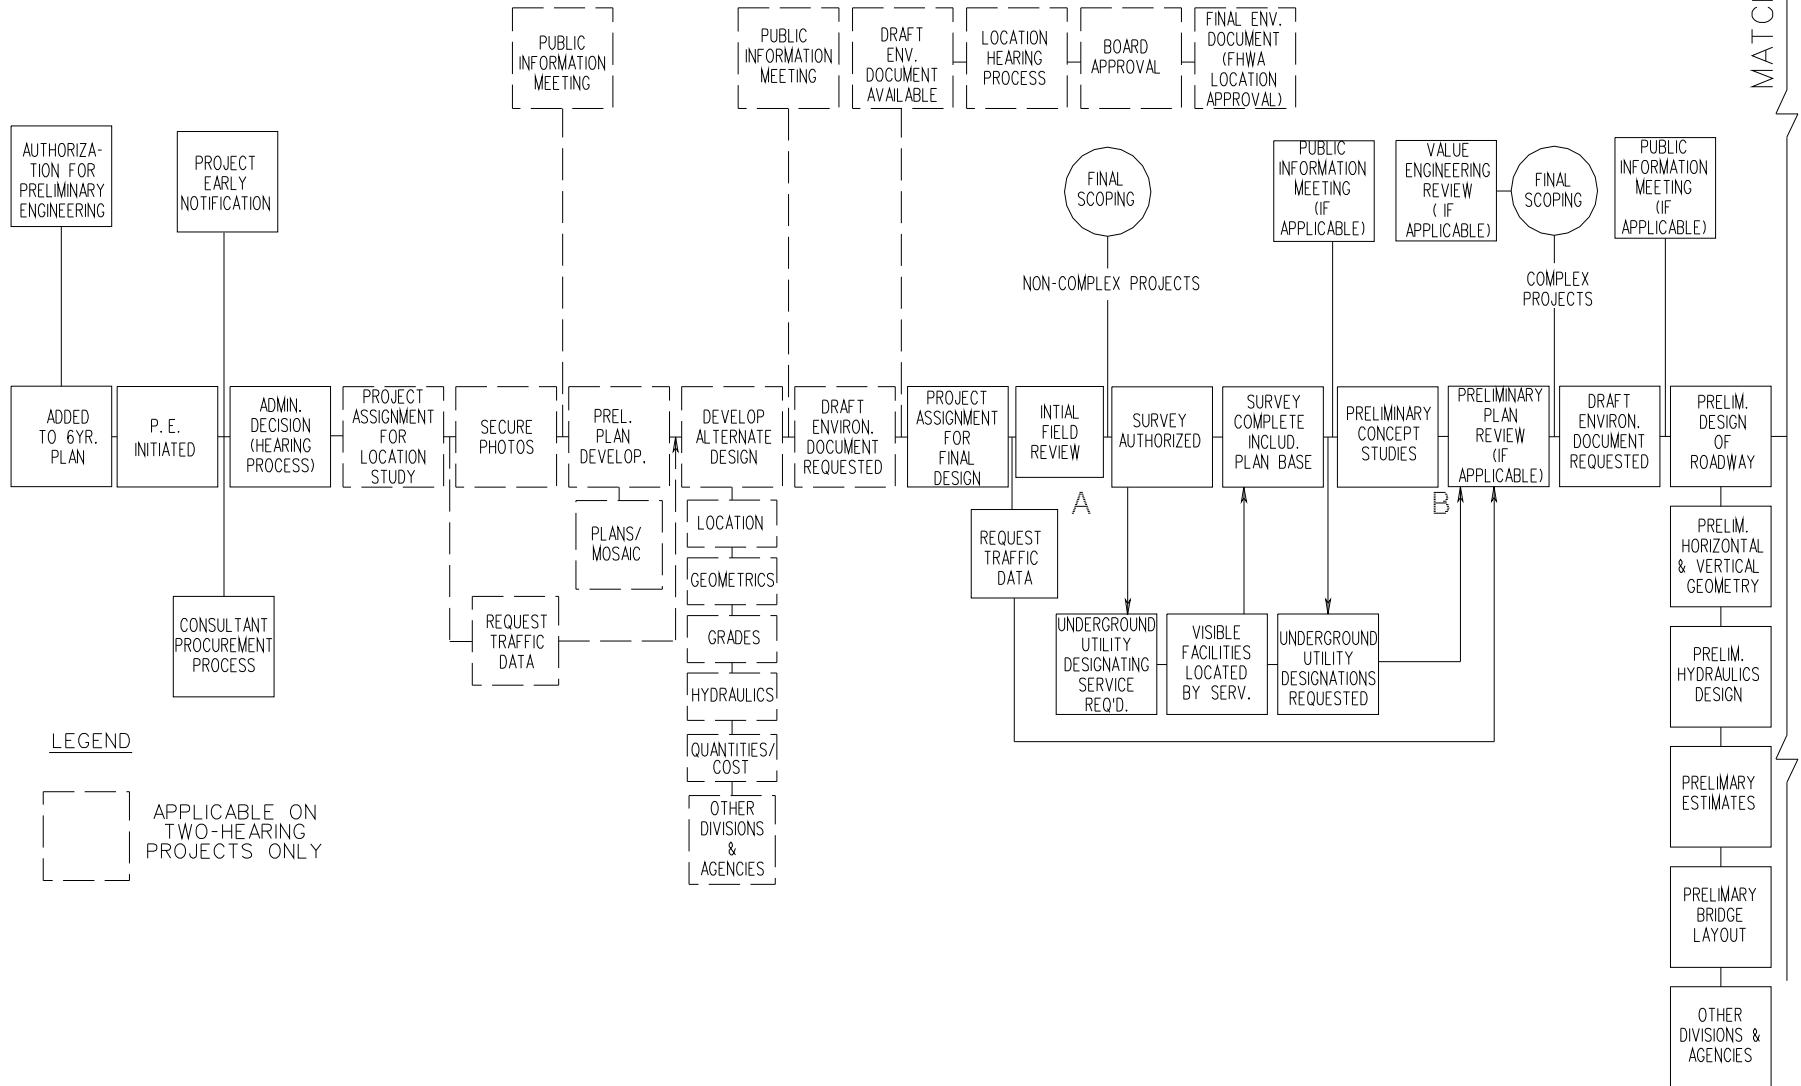 PUBLIC
INFORMATION
MEETING
PUBLIC
INFORMATION
MEETING
DRAFT
ENV.
DOCUMENT
AVAILABLE
LOCATION
HEARING
PROCESS
BOARD
APPROVAL
FINAL ENV.
DOCUMENT
(FHWA
LOCATION
APPROVAL)
AUTHORIZA-
TION FOR
PRELIMINARY
ENGINEERING
PROJECT
EARLY
NOTIFICATION
FINAL
SCOPING
NON-COMPLEX PROJECTS
PUBLIC
INFORMATION
MEETING
(IF
APPLICABLE)
VALUE
ENGINEERING
REVIEW
( IF
APPLICABLE)
FINAL
SCOPING
COMPLEX
PROJECTS
PUBLIC
INFORMATION
MEETING
(IF
APPLICABLE)
ADDED
TO 6YR.
PLAN
P. E.
INITIATED
ADMIN.
DECISION
(HEARING
PROCESS)
PROJECT
ASSIGNMENT
FOR
LOCATION
STUDY
SECURE
PHOTOS
PREL.
PLAN
DEVELOP.
DEVELOP
ALTERNATE
DESIGN
DRAFT
ENVIRON.
DOCUMENT
REQUESTED
PROJECT
ASSIGNMENT
FOR
FINAL
DESIGN
INTIAL
FIELD
REVIEW
SURVEY
AUTHORIZED
SURVEY
COMPLETE
INCLUD.
PLAN BASE
PRELIMINARY
CONCEPT
STUDIES
PRELIMINARY
PLAN
REVIEW
(IF
APPLICABLE)
DRAFT
ENVIRON.
DOCUMENT
REQUESTED
PRELIM.
DESIGN
OF
ROADWAY
A
B
PLANS/
MOSAIC
LOCATION
GEOMETRICS
GRADES
HYDRAULICS
QUANTITIES/
COST
OTHER
DIVISIONS
&
AGENCIES
REQUEST
TRAFFIC
DATA
REQUEST
TRAFFIC
DATA
CONSULTANT
PROCUREMENT
PROCESS
UNDERGROUND
UTILITY
DESIGNATING
SERVICE
REQ'D.
VISIBLE
FACILITIES
LOCATED
BY SERV.
UNDERGROUND
UTILITY
DESIGNATIONS
REQUESTED
PRELIM.
HORIZONTAL
& VERTICAL
GEOMETRY
PRELIM.
HYDRAULICS
DESIGN
PRELIMARY
ESTIMATES
PRELIMARY
BRIDGE
LAYOUT
OTHER
DIVISIONS &
AGENCIES
LEGEND
APPLICABLE ON
TWO-HEARING
PROJECTS ONLY